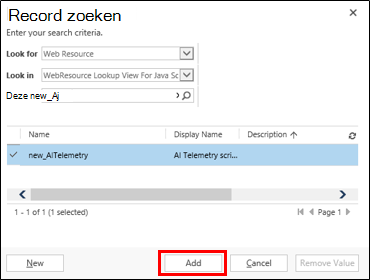 Record zoeken
Enter your search criteria.
Look for Web Resource
Look in WebResource Lookup View For Java Sc
Deze new_Aj
Name Display Name Description
new_AITelemetry AI Telemetry scri...
1 - 1 of 1 (1 selected) Page 1
New Add Cancel Remove Value